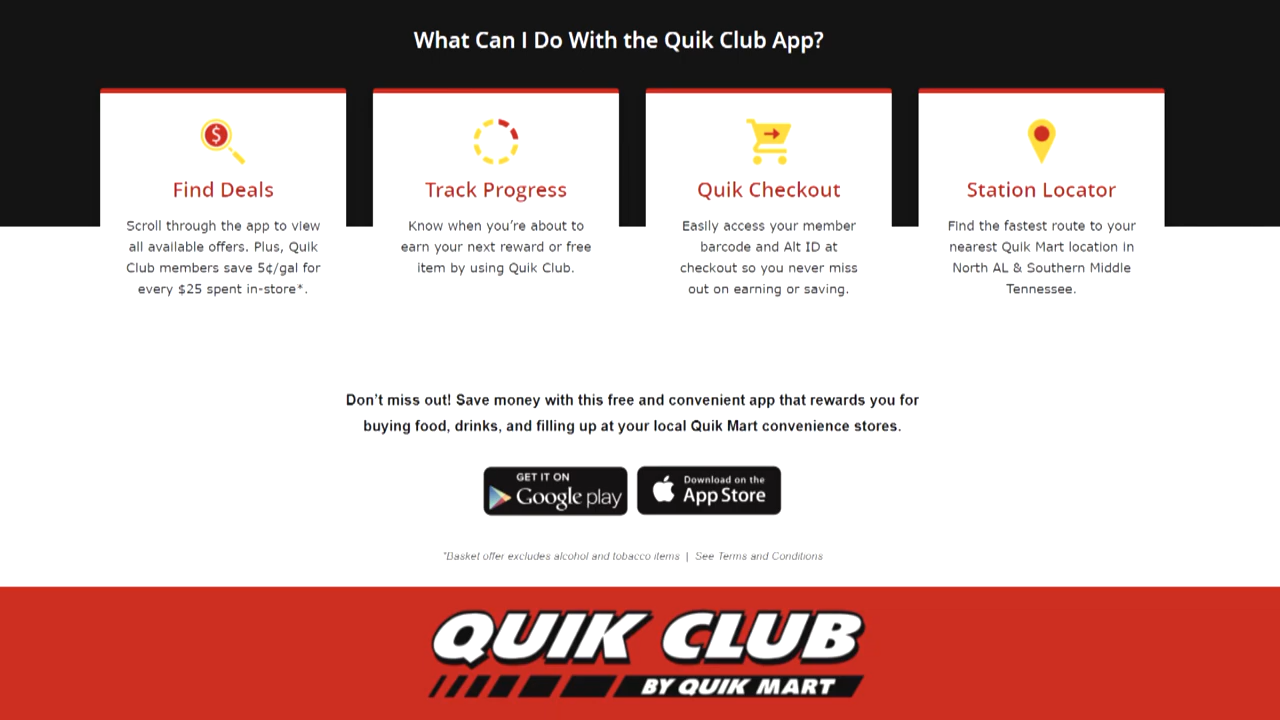 What Can I Do With the Quik Club App?
$
Find Deals
Scroll through the app to view
all available offers. Plus, Quik
Club members save 5¢/gal for
every $25 spent in-store*.
Track Progress
Know when you’re about to
earn your next reward or free
item by using Quik Club.
Quik Checkout
Easily access your member
barcode and Alt ID at
checkout so you never miss
out on earning or saving.
Station Locator
Find the fastest route to your
nearest Quik Mart location in
North AL & Southern Middle
Tennessee.
Don’t miss out! Save money with this free and convenient app that rewards you for
buying food, drinks, and filling up at your local Quik Mart convenience stores.
GET IT ON
Google play
Download on the
App Store
*Basket offer excludes alcohol and tobacco items | See Terms and Conditions
QUIK CLUB
BY QUIK MART